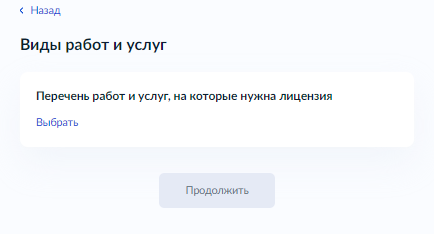 Назад
Виды работ и услуг
Перечень работ и услуг, на которые нужна лицензия
Выбрать
Продолжить